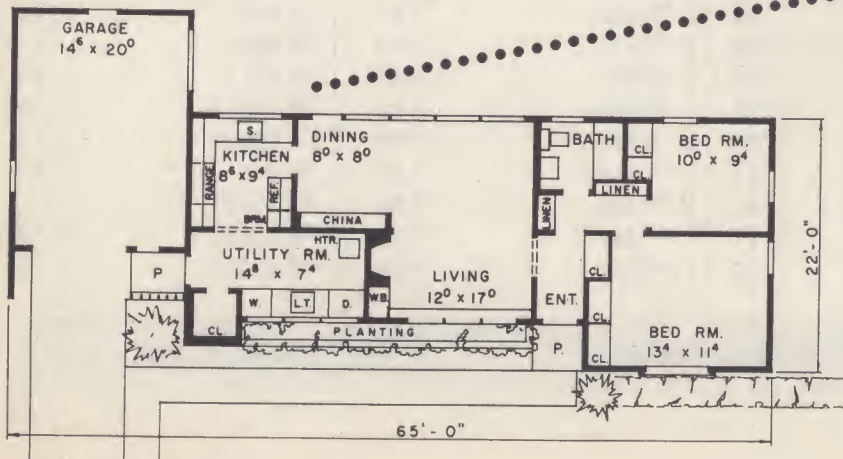 GARAGE
14⁶ x 20⁰
S.
KITCHEN
8⁶ x 9⁴
RANGE
REF.
BRM.
DINING
8⁰ x 8⁰
CHINA
BATH
CL.
CL.
BED RM.
10⁰ x 9⁴
LINEN
LINEN
22'-0"
P.
UTILITY RM.
14⁸ x 7⁴
HTR.
W.
L.T.
D.
W.B.
CL.
LIVING
12⁰ x 17⁰
ENT.
CL.
CL.
CL.
BED RM.
13⁴ x 11⁴
PLANTING
P.
65'-0"